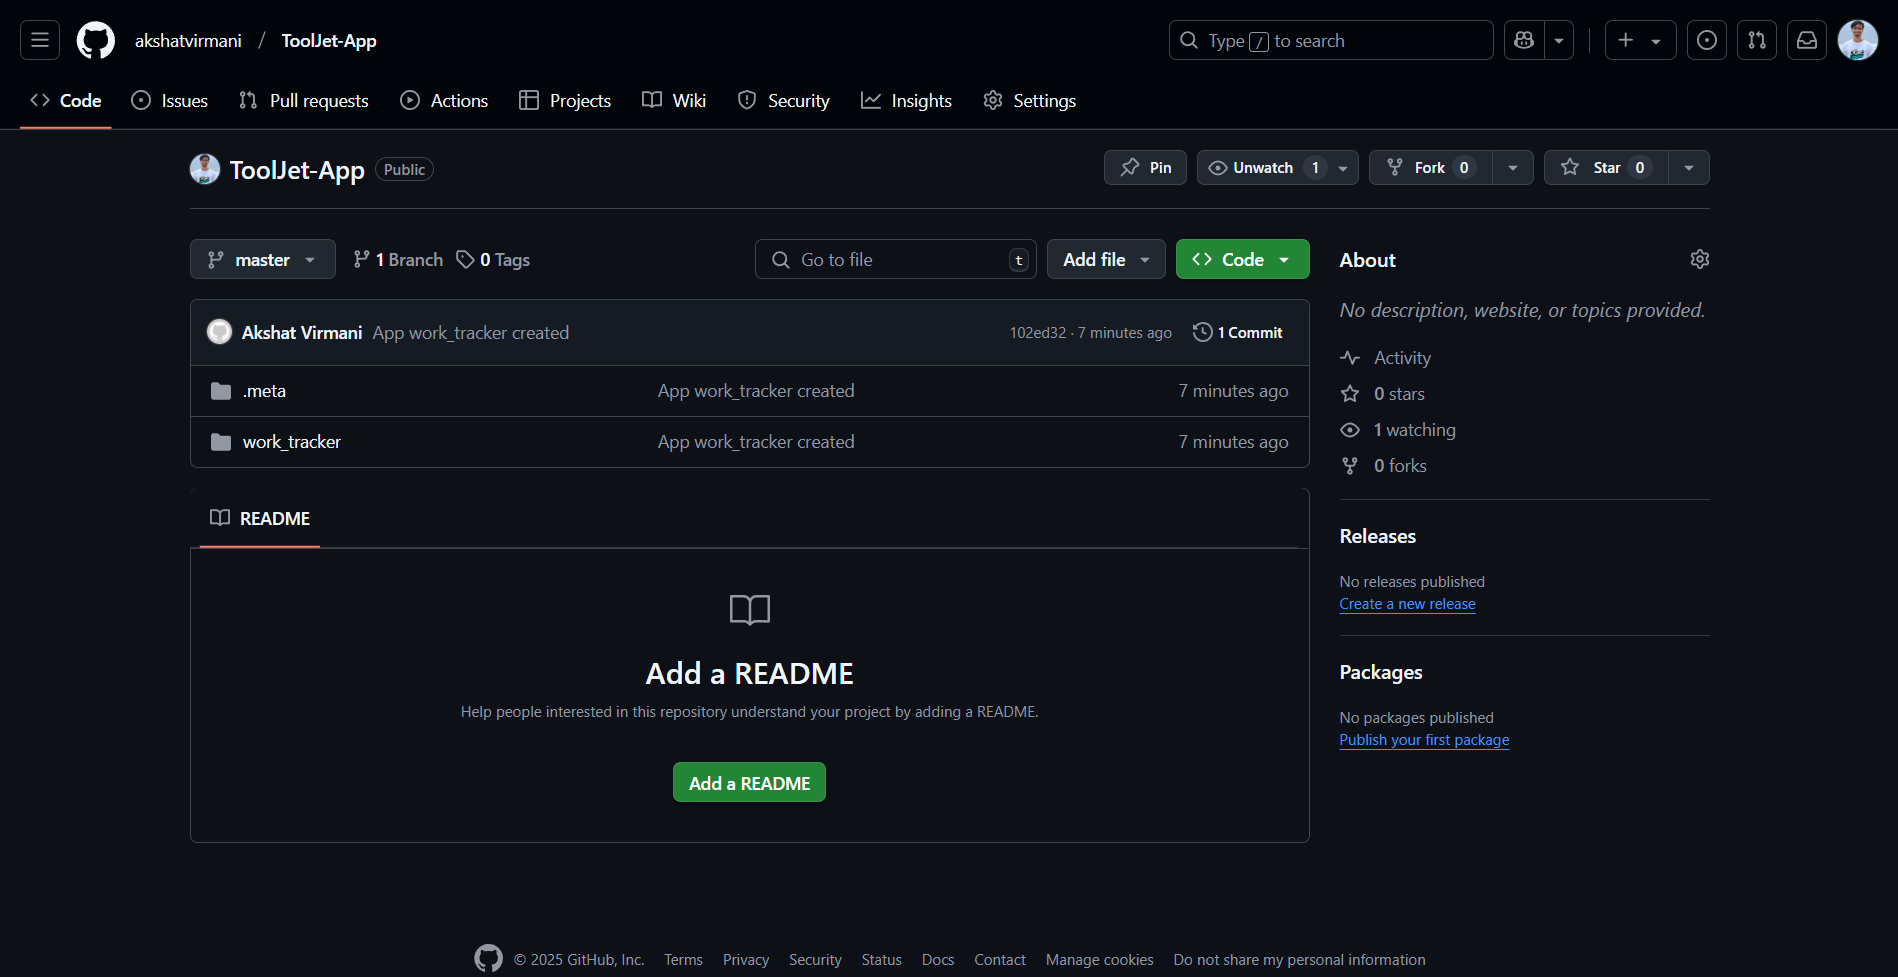 akshatvirmani / ToolJet-App
Type / to search
Code Issues Pull requests Actions Projects Wiki Security Insights Settings
ToolJet-App Public
Pin Unwatch 1 Fork 0 Star 0
master 1 Branch 0 Tags Go to file t Add file Code
Akshat Virmani App work_tracker created 102ed32 · 7 minutes ago 1 Commit
.meta App work_tracker created 7 minutes ago
work_tracker App work_tracker created 7 minutes ago
README
Add a README
Help people interested in this repository understand your project by adding a README.
Add a README
About
No description, website, or topics provided.
Activity
0 stars
1 watching
0 forks
Releases
No releases published
Create a new release
Packages
No packages published
Publish your first package
© 2025 GitHub, Inc. Terms Privacy Security Status Docs Contact Manage cookies Do not share my personal information